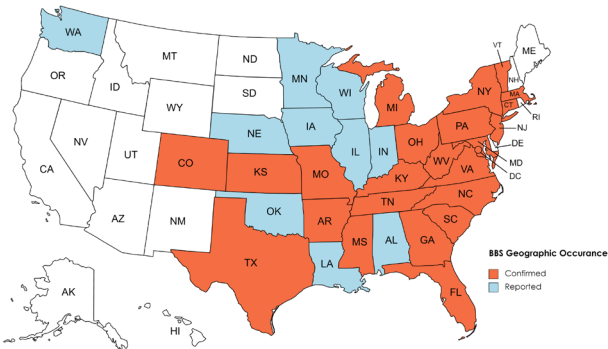 WA
MT
ND
MN
VT
ME
OR
ID
SD
WI
NH
NY
MA
CT
RI
WY
MI
NE
IA
PA
NJ
NV
UT
IL
IN
OH
DE
CA
CO
KS
MO
WV
VA
MD
DC
KY
NC
TN
AZ
NM
OK
AR
SC
MS
AL
GA
TX
LA
FL
AK
HI
BBS Geographic Occurance
Confirmed
Reported